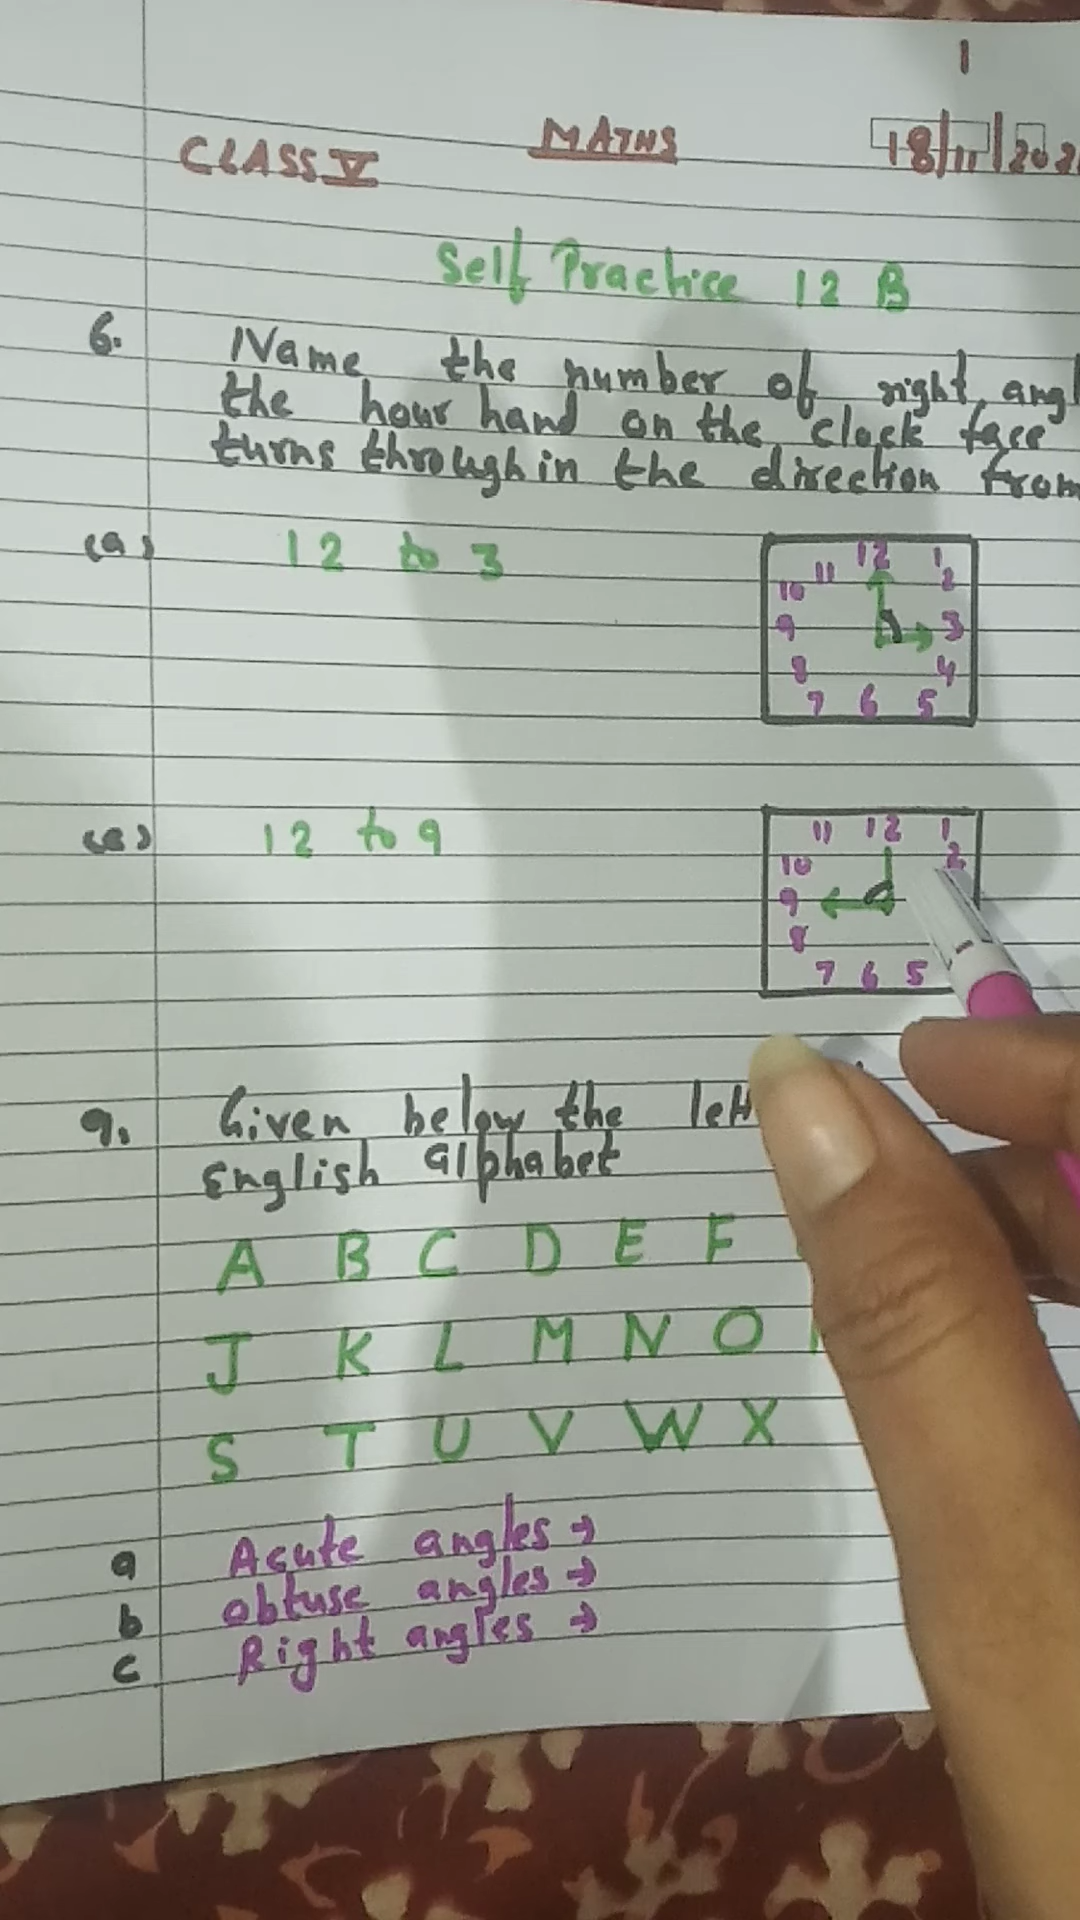 1
CLASS V MATHS 18/11/202
Self Practice 12 B
6. Name the number of right angl
the hour hand on the clock face
turns through in the direction from
(a) 12 to 3
12 1
11 2
10
9 3
8 4
7 6 5
12 to 9
11 12 1
10 2
9
8
7 6 5
9. Given below the lett
English alphabet
A B C D E F
J K L M N O
S T U V W X
a Acute angles →
b obtuse angles →
c Right angles →